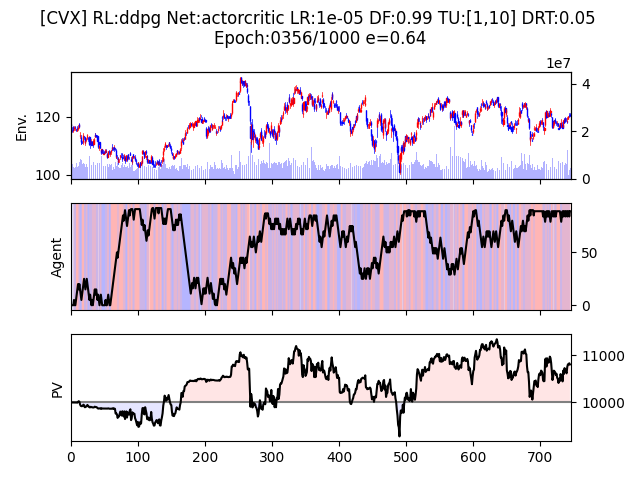 [CVX] RL:ddpg Net:actorcritic LR:1e-05 DF:0.99 TU:[1,10] DRT:0.05
Epoch:0356/1000 e=0.64
1e7
Env.
120
100
4
2
0
Agent
50
0
PV
11000
10000
0 100 200 300 400 500 600 700